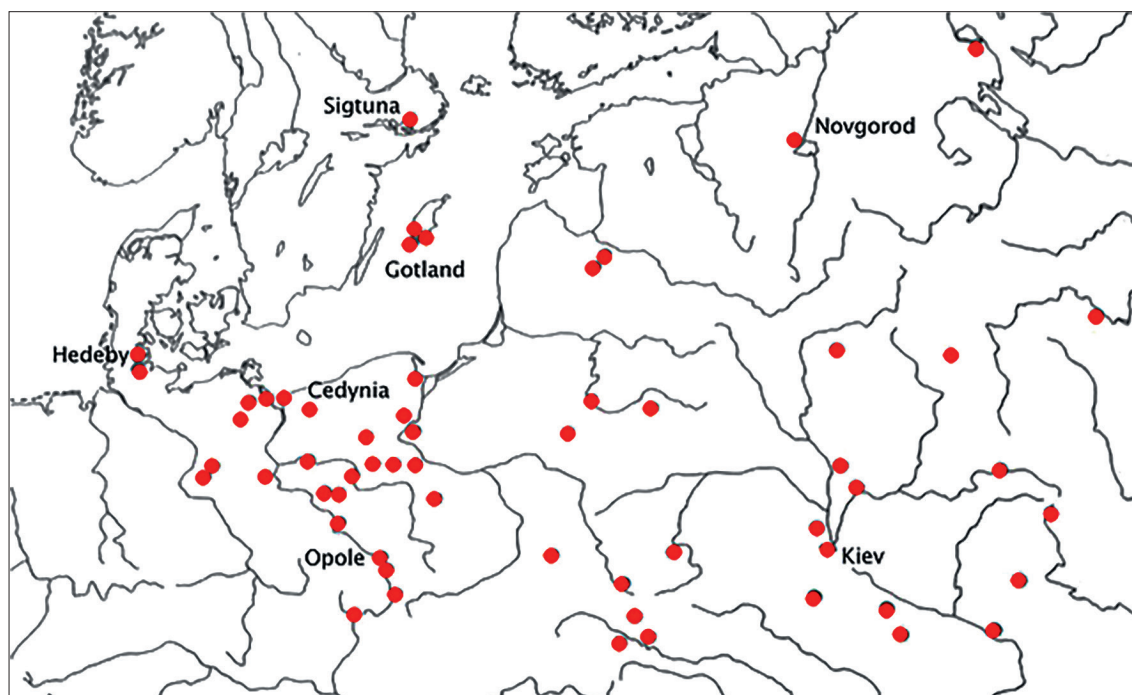 Sigtuna
Novgorod
Gotland
Hedeby
Cedynia
Opole
Kiev